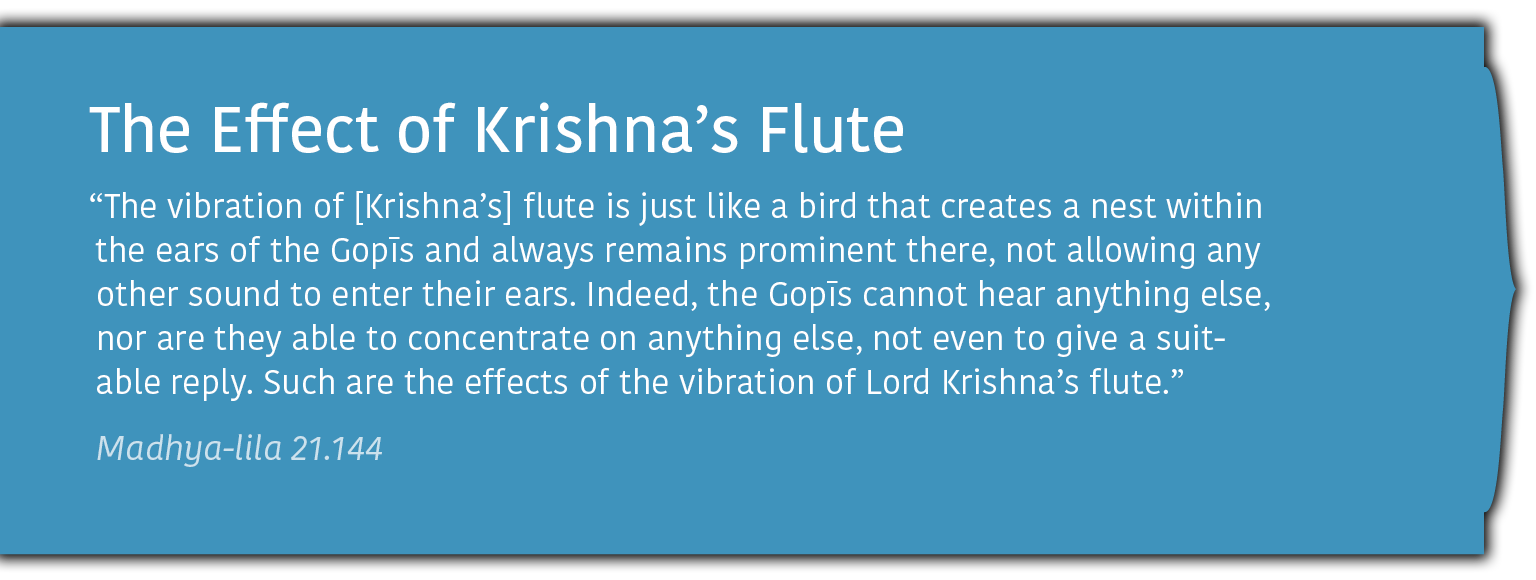 The Effect of Krishna’s Flute
“The vibration of [Krishna’s] flute is just like a bird that creates a nest within
the ears of the Gopīs and always remains prominent there, not allowing any
other sound to enter their ears. Indeed, the Gopīs cannot hear anything else,
nor are they able to concentrate on anything else, not even to give a suit-
able reply. Such are the effects of the vibration of Lord Krishna’s flute.”
Madhya-lila 21.144